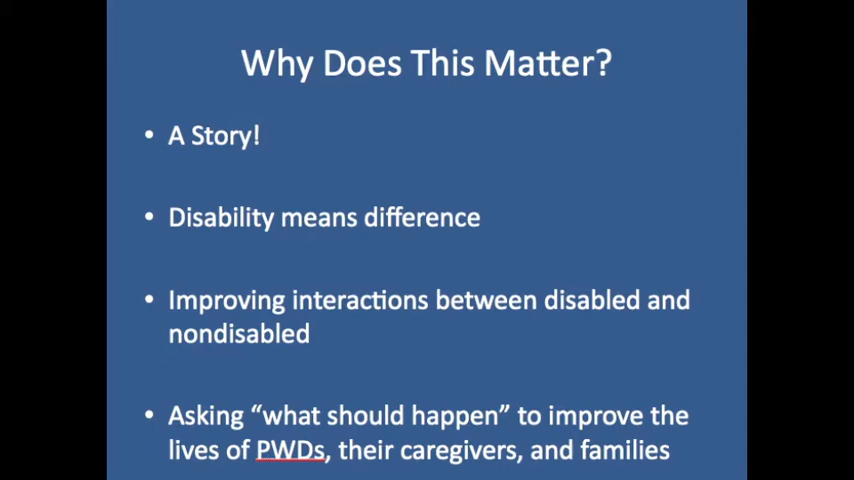 Why Does This Matter?
• A Story!
• Disability means difference
• Improving interactions between disabled and
nondisabled
• Asking “what should happen” to improve the
lives of PWDs, their caregivers, and families